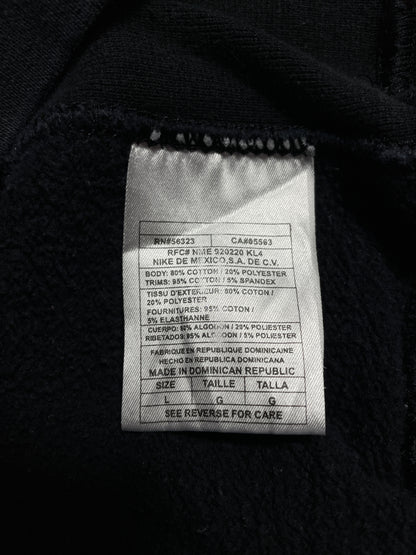 RN#56323 CA#05563
RFC# NME 920220 KL4
NIKE DE MEXICO,S.A. DE C.V.
BODY: 80% COTTON / 20% POLYESTER
TRIMS: 95% COTTON / 5% SPANDEX
TISSU D'EXTERIEUR: 80% COTON /
20% POLYESTER
FOURNITURES: 95% COTON /
5% ELASTHANNE
CUERPO: 80% ALGODON / 20% POLIESTER
RIBETADOS: 95% ALGODON / 5% POLIESTER
FABRIQUE EN REPUBLIQUE DOMINICAINE
HECHO EN REPUBLICA DOMINICANA
MADE IN DOMINICAN REPUBLIC
SIZE TAILLE TALLA
L G G
SEE REVERSE FOR CARE